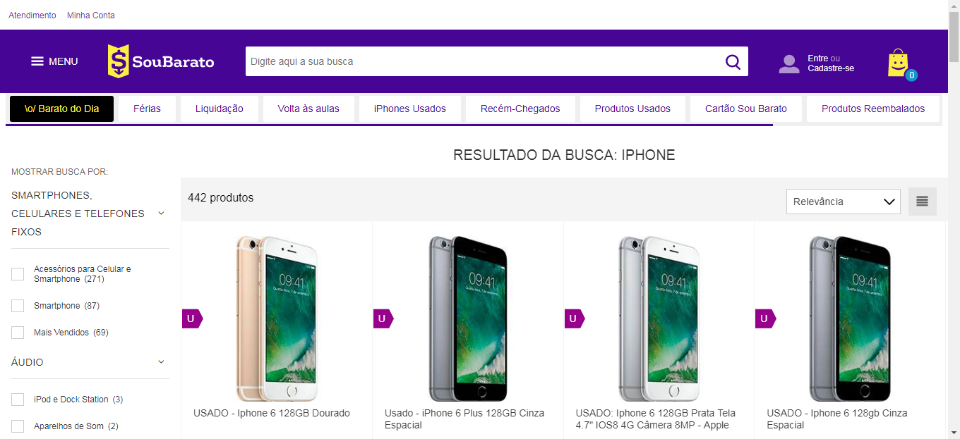 Atendimento Minha Conta
MENU SouBarato Digite aqui a sua busca Entre ou
Cadastre-se
0
\o/ Barato do Dia Férias Liquidação Volta às aulas iPhones Usados Recém-Chegados Produtos Usados Cartão Sou Barato Produtos Reembalados
RESULTADO DA BUSCA: IPHONE
MOSTRAR BUSCA POR:
SMARTPHONES,
CELULARES E TELEFONES
FIXOS
Acessórios para Celular e
Smartphone (271)
Smartphone (87)
Mais Vendidos (69)
ÁUDIO
iPod e Dock Station (3)
Aparelhos de Som (2)
442 produtos Relevância
09:41 09:41 09:41 09:41
U U U U
USADO - Iphone 6 128GB Dourado
Usado - iPhone 6 Plus 128GB Cinza
Espacial
USADO: Iphone 6 128GB Prata Tela
4.7" IOS8 4G Câmera 8MP - Apple
USADO - Iphone 6 128gb Cinza
Espacial